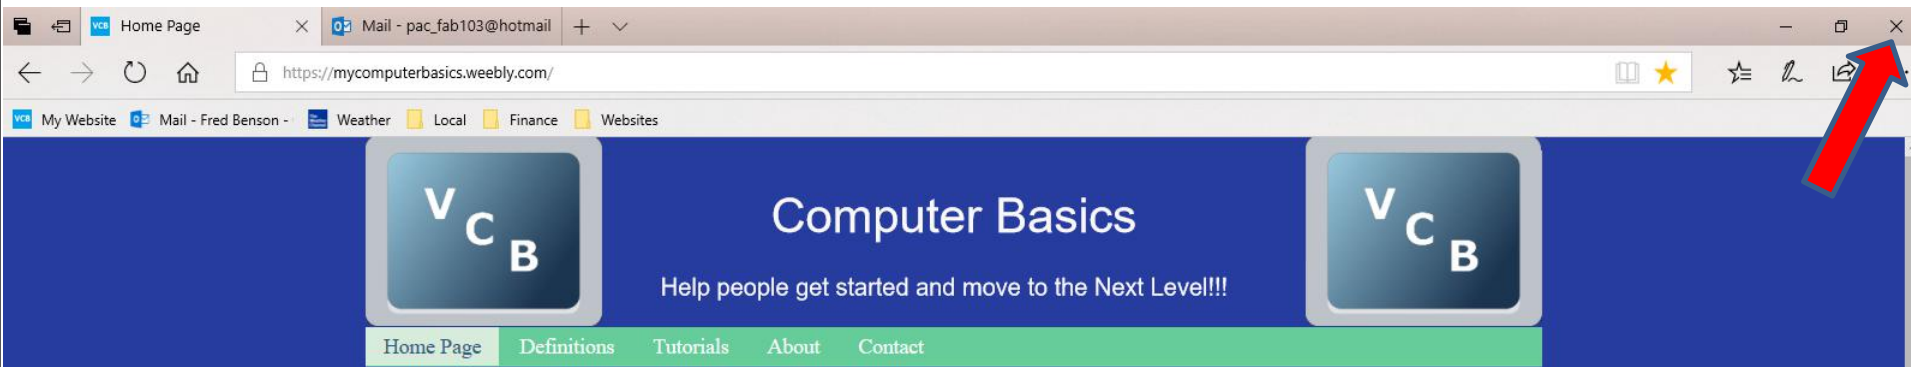 VCB Home Page Mail - pac_fab103@hotmail
https://mycomputerbasics.weebly.com/
VCB My Website Mail - Fred Benson - Weather Local Finance Websites
V C B
Computer Basics
Help people get started and move to the Next Level!!!
V C B
Home Page Definitions Tutorials About Contact